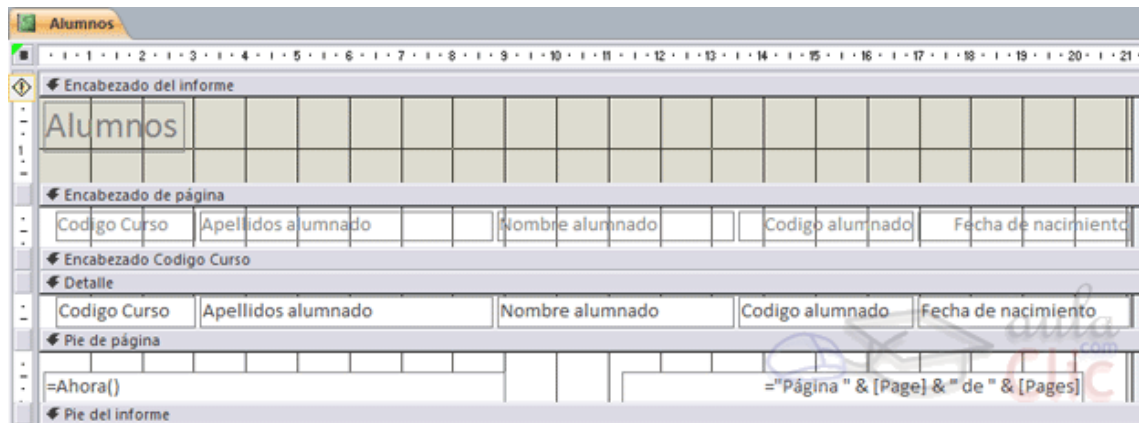 Alumnos
1 2 3 4 5 6 7 8 9 10 11 12 13 14 15 16 17 18 19 20 21
Encabezado del informe
Alumnos
1
Encabezado de página
Codigo Curso Apellidos alumnado Nombre alumnado Codigo alumnado Fecha de nacimiento
Encabezado Codigo Curso
Detalle
Codigo Curso Apellidos alumnado Nombre alumnado Codigo alumnado Fecha de nacimiento
Pie de página
=Ahora() ="Página " & [Page] & " de " & [Pages]
Pie del informe
aula
.com
Clic